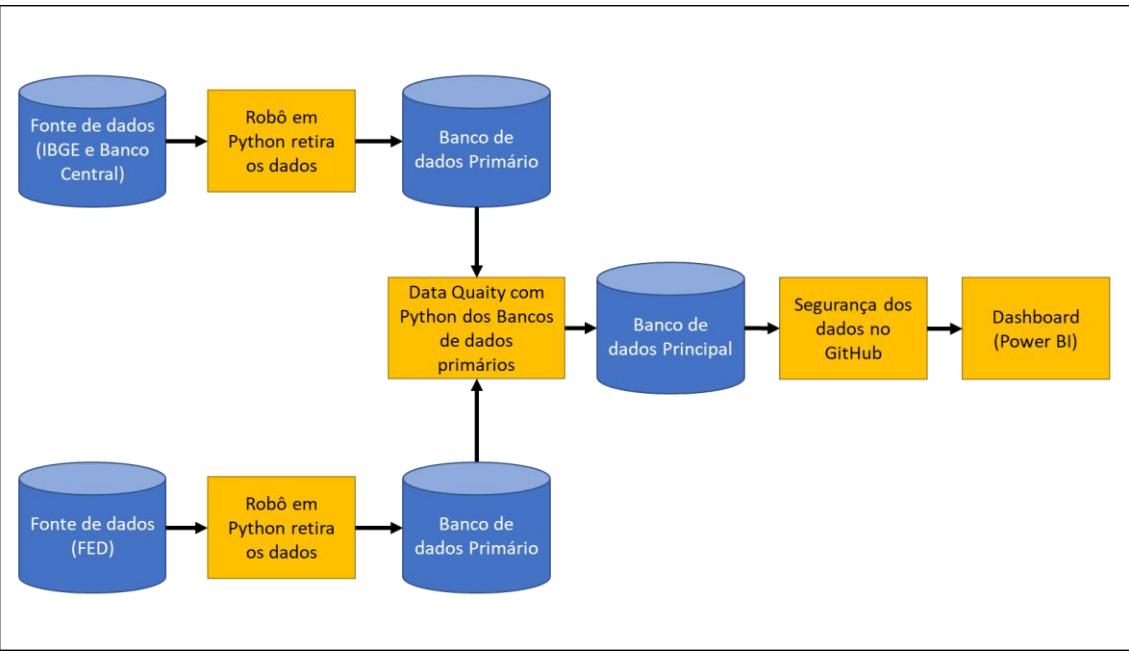 Fonte de dados
(IBGE e Banco
Central)
Robô em
Python retira
os dados
Banco de
dados Primário
Data Quaity com
Python dos Bancos
de dados
primários
Banco de
dados Principal
Segurança dos
dados no
GitHub
Dashboard
(Power BI)
Fonte de dados
(FED)
Robô em
Python retira
os dados
Banco de
dados Primário